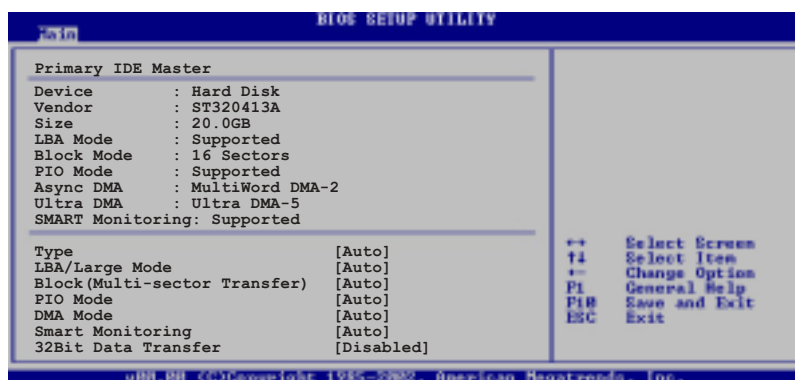 BIOS SETUP UTILITY
Main
Primary IDE Master
Device : Hard Disk
Vendor : ST320413A
Size : 20.0GB
LBA Mode : Supported
Block Mode : 16 Sectors
PIO Mode : Supported
Async DMA : MultiWord DMA-2
Ultra DMA : Ultra DMA-5
SMART Monitoring: Supported
Type [Auto]
LBA/Large Mode [Auto]
Block(Multi-sector Transfer) [Auto]
PIO Mode [Auto]
DMA Mode [Auto]
Smart Monitoring [Auto]
32Bit Data Transfer [Disabled]
↔ Select Screen
↑↓ Select Item
+- Change Option
F1 General Help
F10 Save and Exit
ESC Exit
(C)Copyright 1985-2002, American Megatrends, Inc.